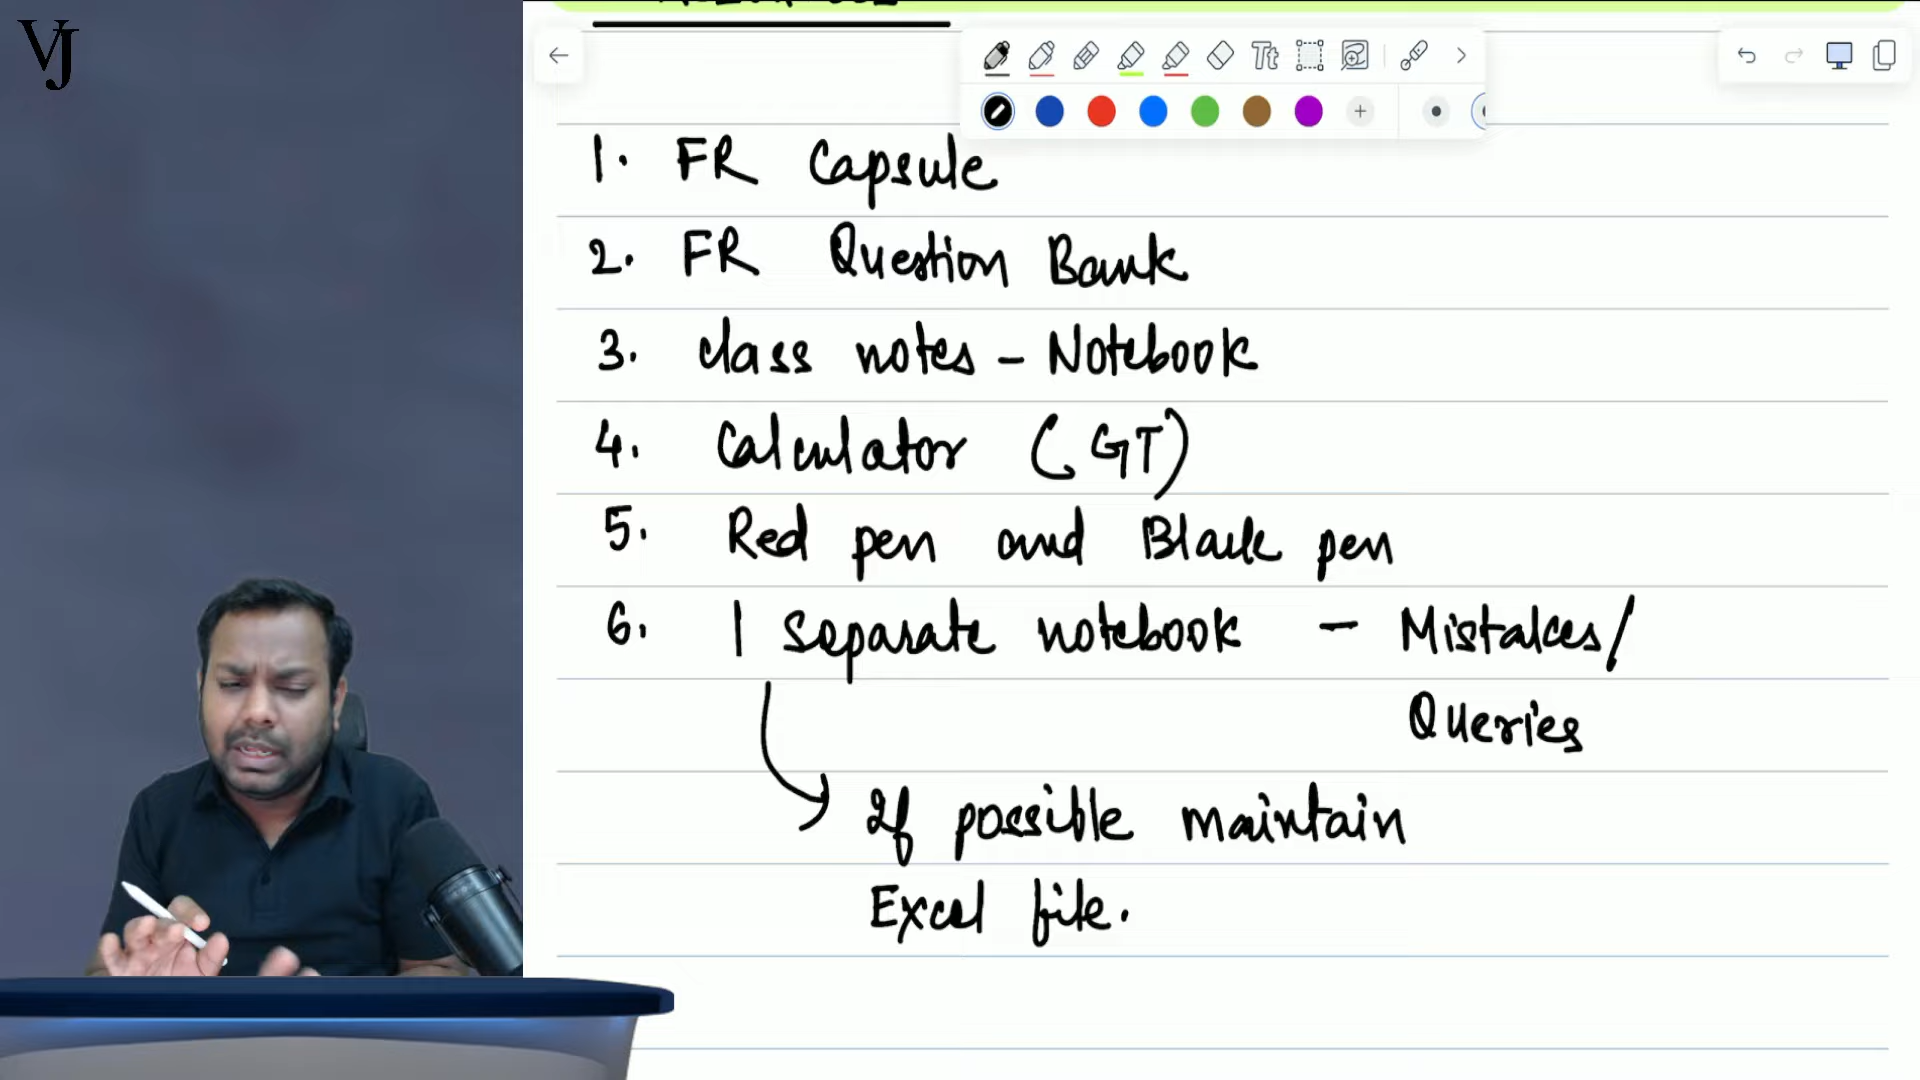 VJ
1. FR Capsule
2. FR Question Bank
3. class notes - Notebook
4. Calculator (GT)
5. Red pen and Black pen
6. 1 separate notebook - Mistakes/
Queries
If possible maintain
Excel file.